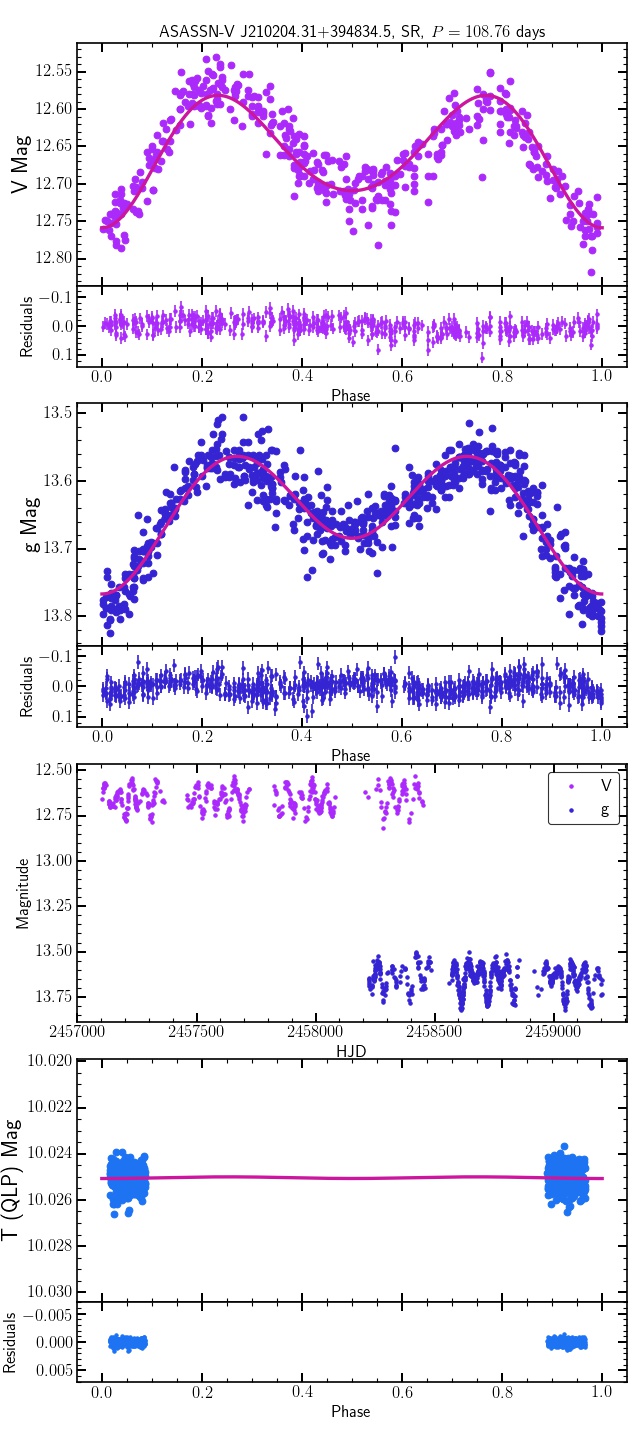 ASASSN-V J210204.31+394834.5, SR, P = 108.76 days
12.55
12.60
12.65
12.70
12.75
12.80
V Mag
−0.1
0.0
0.1
Residuals
0.0 0.2 0.4 0.6 0.8 1.0
Phase
13.5
13.6
13.7
13.8
g Mag
−0.1
0.0
0.1
Residuals
0.0 0.2 0.4 0.6 0.8 1.0
Phase
12.50
12.75
13.00
13.25
13.50
13.75
Magnitude
V
g
2457000 2457500 2458000 2458500 2459000
HJD
10.020
10.022
10.024
10.026
10.028
10.030
T (QLP) Mag
−0.005
0.000
0.005
Residuals
0.0 0.2 0.4 0.6 0.8 1.0
Phase